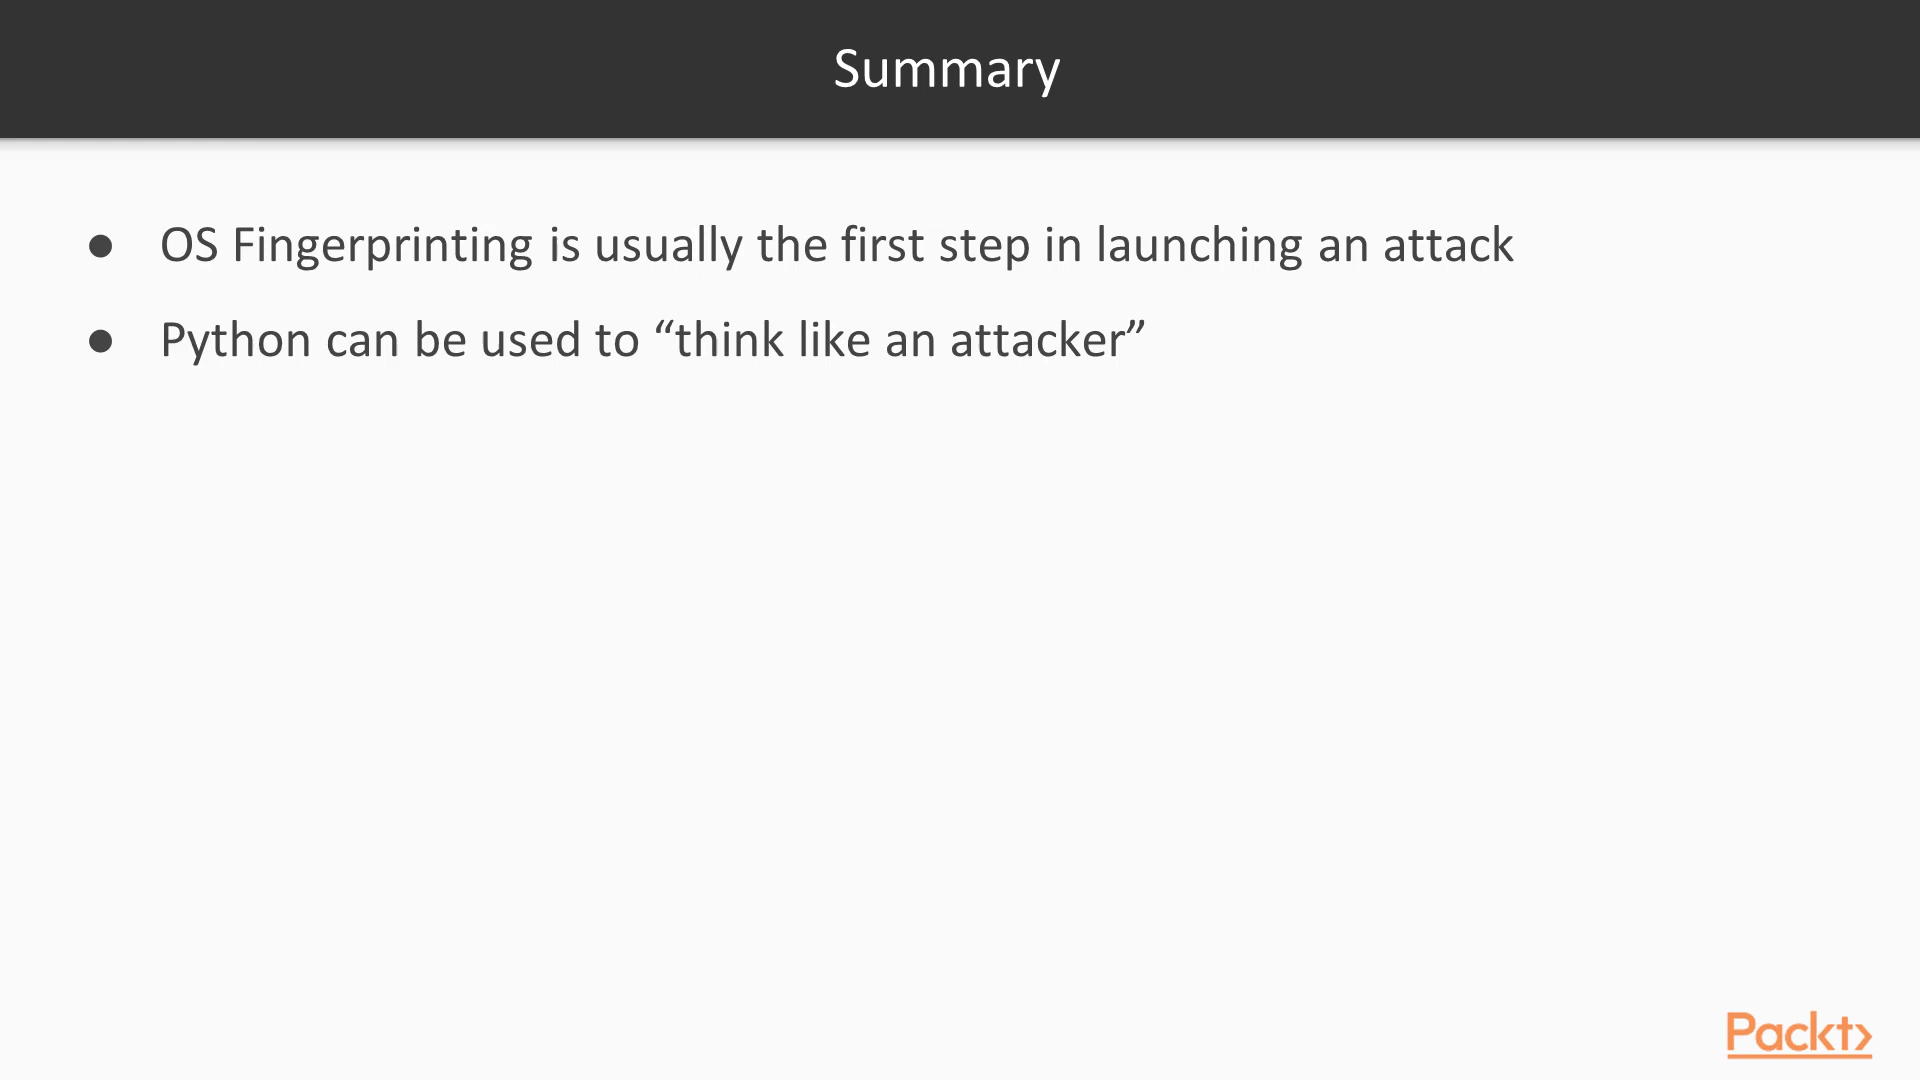 Summary
● OS Fingerprinting is usually the first step in launching an attack
● Python can be used to “think like an attacker”
Packt>